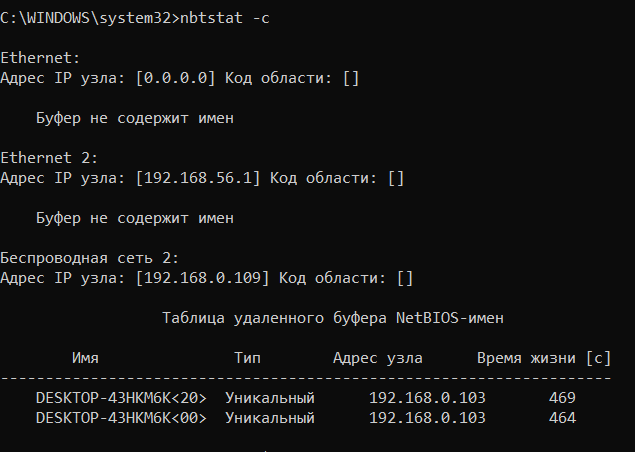 C:\WINDOWS\system32>nbtstat -c
Ethernet:
Адрес IP узла: [0.0.0.0] Код области: []
Буфер не содержит имен
Ethernet 2:
Адрес IP узла: [192.168.56.1] Код области: []
Буфер не содержит имен
Беспроводная сеть 2:
Адрес IP узла: [192.168.0.109] Код области: []
Таблица удаленного буфера NetBIOS-имен
Имя Тип Адрес узла Время жизни [с]
------------------------------------------------------------
DESKTOP-43HKM6K<20> Уникальный 192.168.0.103 469
DESKTOP-43HKM6K<00> Уникальный 192.168.0.103 464